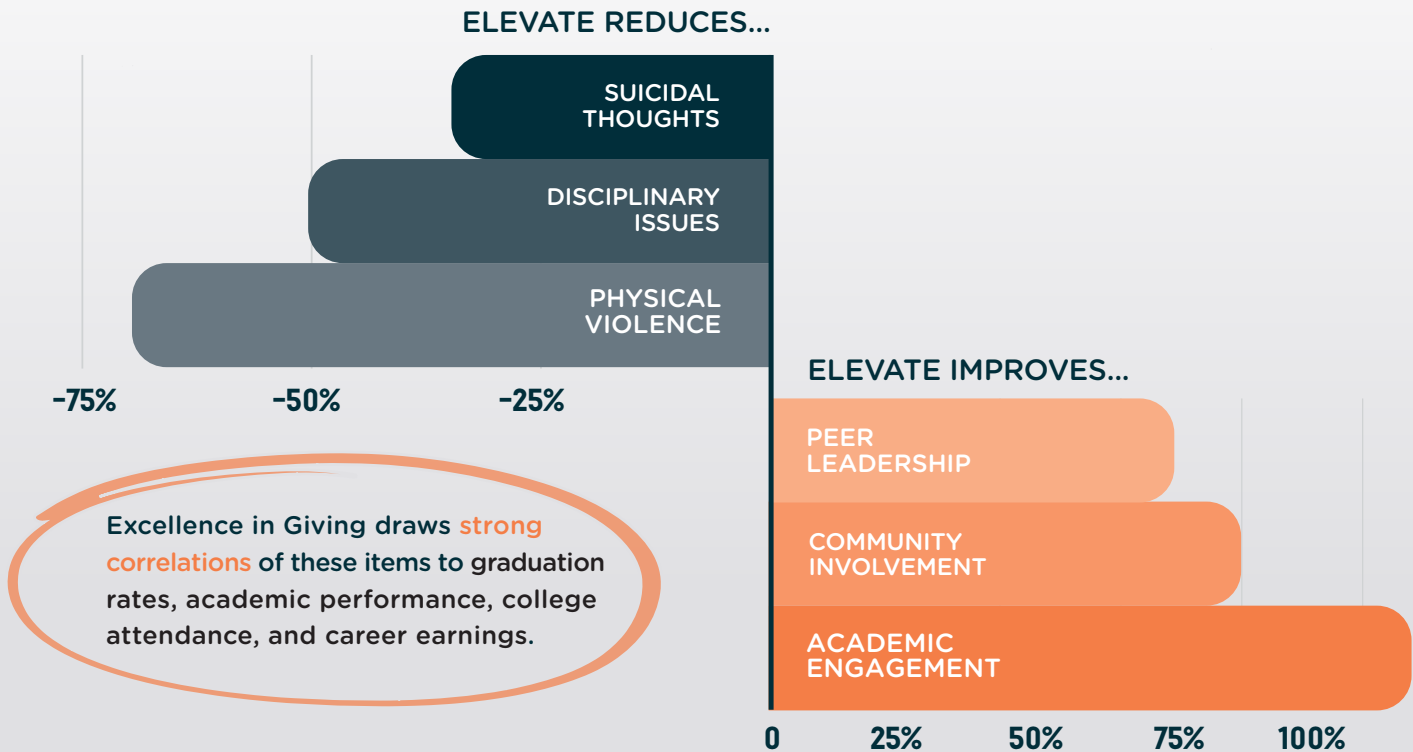 ELEVATE REDUCES...
SUICIDAL
THOUGHTS
DISCIPLINARY
ISSUES
PHYSICAL
VIOLENCE
-75%
-50%
-25%
ELEVATE IMPROVES...
PEER
LEADERSHIP
COMMUNITY
INVOLVEMENT
ACADEMIC
ENGAGEMENT
0
25%
50%
75%
100%
Excellence in Giving draws strong
correlations of these items to graduation
rates, academic performance, college
attendance, and career earnings.